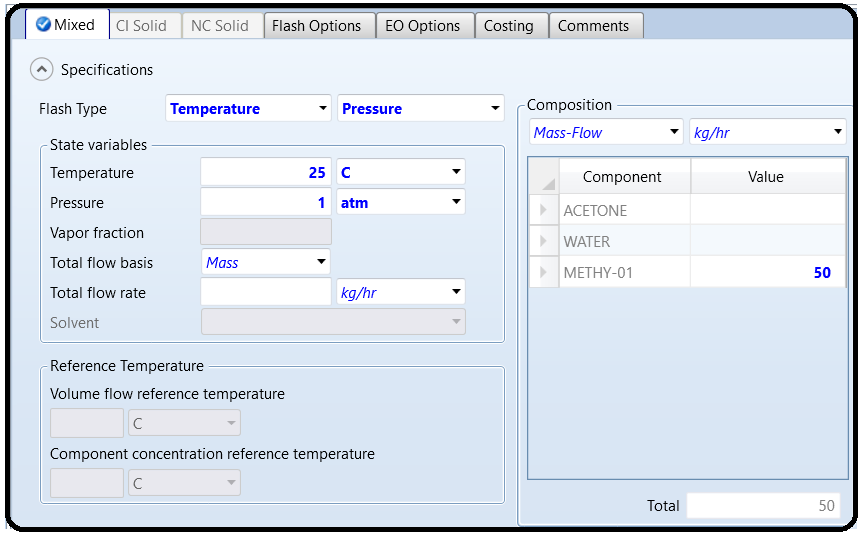 Mixed CI Solid NC Solid Flash Options EO Options Costing Comments
Specifications
Flash Type Temperature Pressure
State variables
Temperature 25 C
Pressure 1 atm
Vapor fraction
Total flow basis Mass
Total flow rate kg/hr
Solvent
Reference Temperature
Volume flow reference temperature
C
Component concentration reference temperature
C
Composition
Mass-Flow kg/hr
Component Value
ACETONE
WATER
METHY-01 50
Total 50